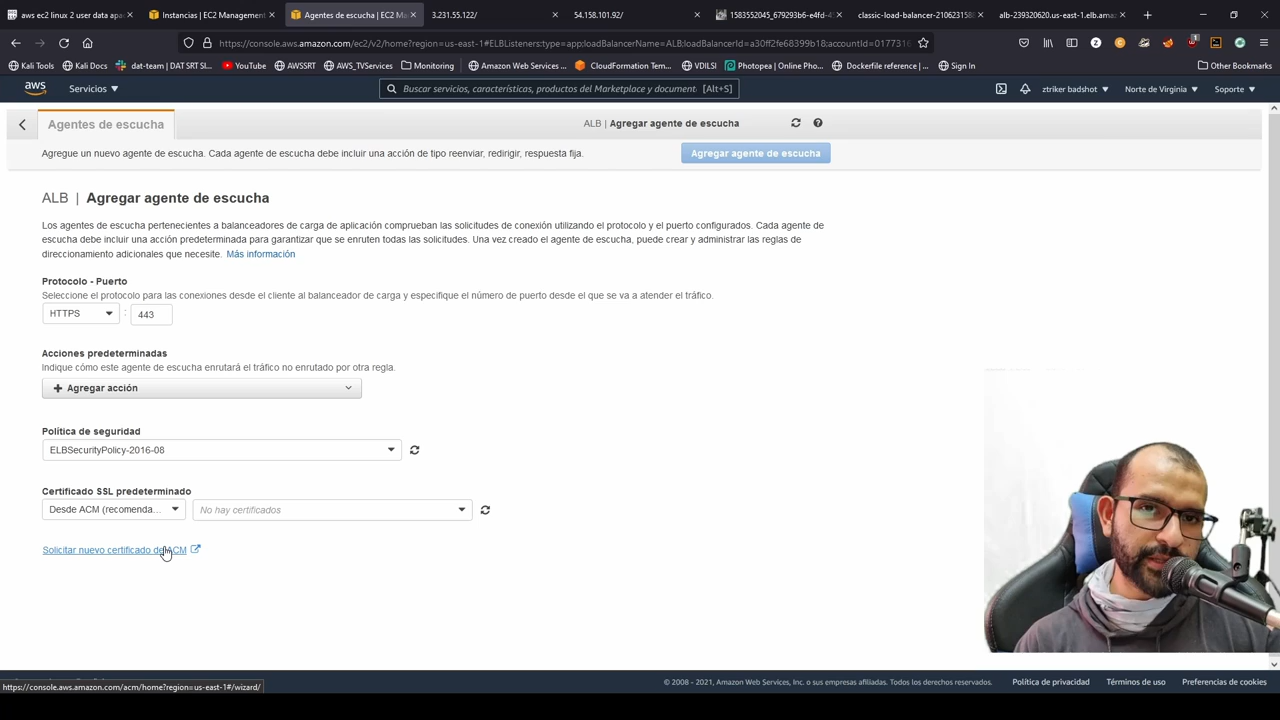 aws ec2 linux 2 user data apa
Instancias | EC2 Management
Agentes de escucha | EC2 Ma
3.231.55.122/
54.158.101.92/
1583552045_679293b6-e4fd-45
classic-load-balancer-210623158
alb-239320620.us-east-1.elb.amaz
https://console.aws.amazon.com/ec2/v2/home?region=us-east-1#ELBListeners:type=app;loadBalancerName=ALB;loadBalancerId=a30ff2fe68399b18;accountId=0177316
Kali Tools
Kali Docs
dat-team | DAT SRT Sl...
YouTube
AWSSRT
AWS_TVServices
Monitoring
Amazon Web Services ...
CloudFormation Tem...
VDILSI
Photopea | Online Pho...
Dockerfile reference | ...
Sign In
Other Bookmarks
aws
Servicios
Buscar servicios, características, productos del Marketplace y document
[Alt+S]
ztriker badshot
Norte de Virginia
Soporte
Agentes de escucha
ALB | Agregar agente de escucha
Agregue un nuevo agente de escucha. Cada agente de escucha debe incluir una acción de tipo reenviar, redirigir, respuesta fija.
Agregar agente de escucha
ALB | Agregar agente de escucha
Los agentes de escucha pertenecientes a balanceadores de carga de aplicación comprueban las solicitudes de conexión utilizando el protocolo y el puerto configurados. Cada agente de
escucha debe incluir una acción predeterminada para garantizar que se enruten todas las solicitudes. Una vez creado el agente de escucha, puede crear y administrar las reglas de
direccionamiento adicionales que necesite. Más información
Protocolo - Puerto
Seleccione el protocolo para las conexiones desde el cliente al balanceador de carga y especifique el número de puerto desde el que se va a atender el tráfico.
HTTPS : 443
Acciones predeterminadas
Indique cómo este agente de escucha enrutará el tráfico no enrutado por otra regla.
Agregar acción
Política de seguridad
ELBSecurityPolicy-2016-08
Certificado SSL predeterminado
Desde ACM (recomenda...
No hay certificados
Solicitar nuevo certificado de ACM
© 2008 - 2021, Amazon Web Services, Inc. o sus empresas afiliadas. Todos los derechos reservados.
Política de privacidad
Términos de uso
Preferencias de cookies
https://console.aws.amazon.com/acm/home?region=us-east-1#/wizard/